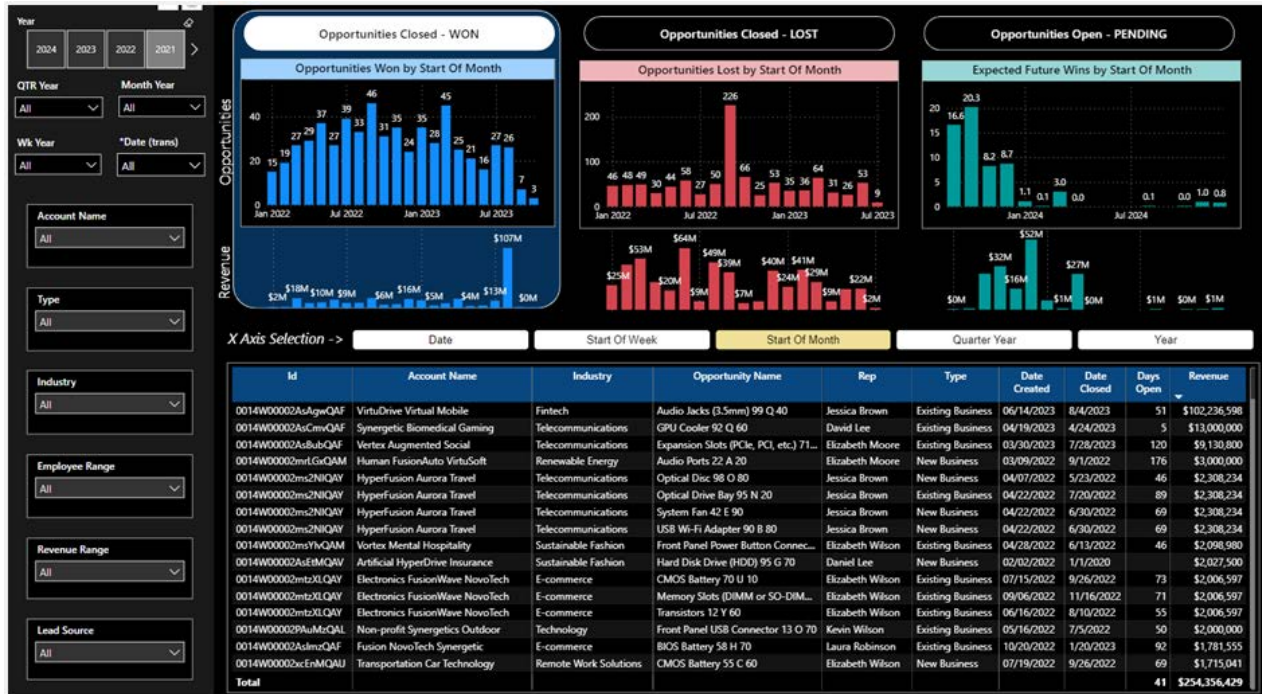 Year
2024 2023 2022 2021
QTR Year Month Year
All All
Wk Year *Date (trans)
All All
Account Name
All
Type
All
Industry
All
Employee Range
All
Revenue Range
All
Lead Source
All
Opportunities Closed - WON
Opportunities Won by Start Of Month
Opportunities
40
20
0
15 19 27 29 37 27 39 33 46 31 35 24 35 28 45 25 21 16 27 26 7 3
Jan 2022 Jul 2022 Jan 2023 Jul 2023
Revenue
$2M $18M $10M $9M $6M $16M $5M $4M $13M $107M $0M
Opportunities Closed - LOST
Opportunities Lost by Start Of Month
200
100
0
46 48 49 30 44 58 27 50 226 66 25 53 35 36 64 31 26 53 9
Jan 2022 Jul 2022 Jan 2023 Jul 2023
$25M $53M $20M $64M $9M $49M $39M $7M $40M $24M $41M $29M $9M $22M $2M
Opportunities Open - PENDING
Expected Future Wins by Start Of Month
20
15
10
5
0
16.6 20.3 8.2 8.7 1.1 0.1 3.0 0.0 0.1 0.0 1.0 0.8
Jan 2024 Jul 2024
$0M $32M $16M $52M $1M $27M $0M $1M $0M $1M
X Axis Selection -> Date Start Of Week Start Of Month Quarter Year Year
Id Account Name Industry Opportunity Name Rep Type Date Created Date Closed Days Open Revenue
0014W00002AsAgwQAF VirtuDrive Virtual Mobile Fintech Audio Jacks (3.5mm) 99 Q 40 Jessica Brown Existing Business 06/14/2023 8/4/2023 51 $102,236,598
0014W00002AsCmvQAF Synergetic Biomedical Gaming Telecommunications GPU Cooler 92 Q 60 David Lee Existing Business 04/19/2023 4/24/2023 5 $13,000,000
0014W00002AsBubQAF Vertex Augmented Social Telecommunications Expansion Slots (PCIe, PCI, etc.) 71... Elizabeth Moore Existing Business 03/30/2023 7/28/2023 120 $9,130,800
0014W00002mrLGxQAM Human FusionAuto VirtuSoft Renewable Energy Audio Ports 22 A 20 Elizabeth Moore New Business 03/09/2022 9/1/2022 176 $3,000,000
0014W00002ms2NIQAY HyperFusion Aurora Travel Telecommunications Optical Disc 98 O 80 Jessica Brown New Business 04/07/2022 5/23/2022 46 $2,308,234
0014W00002ms2NIQAY HyperFusion Aurora Travel Telecommunications Optical Drive Bay 95 N 20 Jessica Brown Existing Business 04/22/2022 7/20/2022 89 $2,308,234
0014W00002ms2NIQAY HyperFusion Aurora Travel Telecommunications System Fan 42 E 90 Jessica Brown New Business 04/22/2022 6/30/2022 69 $2,308,234
0014W00002ms2NIQAY HyperFusion Aurora Travel Telecommunications USB Wi-Fi Adapter 90 B 80 Jessica Brown New Business 04/22/2022 6/30/2022 69 $2,308,234
0014W00002msYlvQAM Vortex Mental Hospitality Sustainable Fashion Front Panel Power Button Connec... Elizabeth Wilson Existing Business 04/28/2022 6/13/2022 46 $2,098,980
0014W00002AsEtMQAV Artificial HyperDrive Insurance Sustainable Fashion Hard Disk Drive (HDD) 95 G 70 Daniel Lee New Business 02/02/2022 1/1/2020 $2,027,500
0014W00002mtzXLQAY Electronics FusionWave NovoTech E-commerce CMOS Battery 70 U 10 Elizabeth Wilson Existing Business 07/15/2022 9/26/2022 73 $2,006,597
0014W00002mtzXLQAY Electronics FusionWave NovoTech E-commerce Memory Slots (DIMM or SO-DIM... Elizabeth Wilson Existing Business 09/06/2022 11/16/2022 71 $2,006,597
0014W00002mtzXLQAY Electronics FusionWave NovoTech E-commerce Transistors 12 Y 60 Elizabeth Wilson Existing Business 06/16/2022 8/10/2022 55 $2,006,597
0014W00002PAuMzQAL Non-profit Synergetics Outdoor Technology Front Panel USB Connector 13 O 70 Kevin Wilson Existing Business 05/16/2022 7/5/2022 50 $2,000,000
0014W00002AsImzQAF Fusion NovoTech Synergetic E-commerce BIOS Battery 58 H 70 Laura Robinson Existing Business 10/20/2022 1/20/2023 92 $1,781,555
0014W00002xcEnMQAU Transportation Car Technology Remote Work Solutions CMOS Battery 55 C 60 Elizabeth Wilson New Business 07/19/2022 9/26/2022 69 $1,715,041
Total 41 $254,356,429